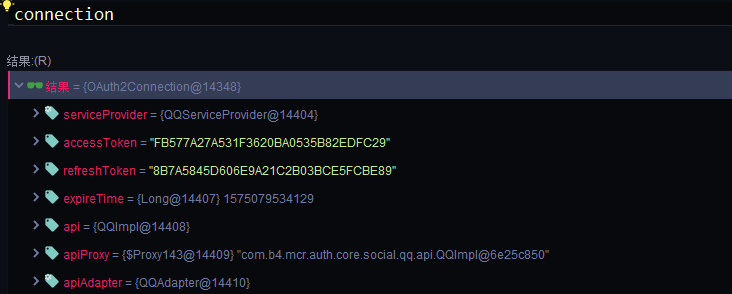 connection
结果:(R)
结果 = {OAuth2Connection@14348}
serviceProvider = {QQServiceProvider@14404}
accessToken = "FB577A27A531F3620BA0535B82EDFC29"
refreshToken = "8B7A5845D606E9A21C2B03BCE5FCBE89"
expireTime = {Long@14407} 1575079534129
api = {QQImpl@14408}
apiProxy = {$Proxy143@14409} "com.b4.mcr.auth.core.social.qq.api.QQImpl@6e25c850"
apiAdapter = {QQAdapter@14410}